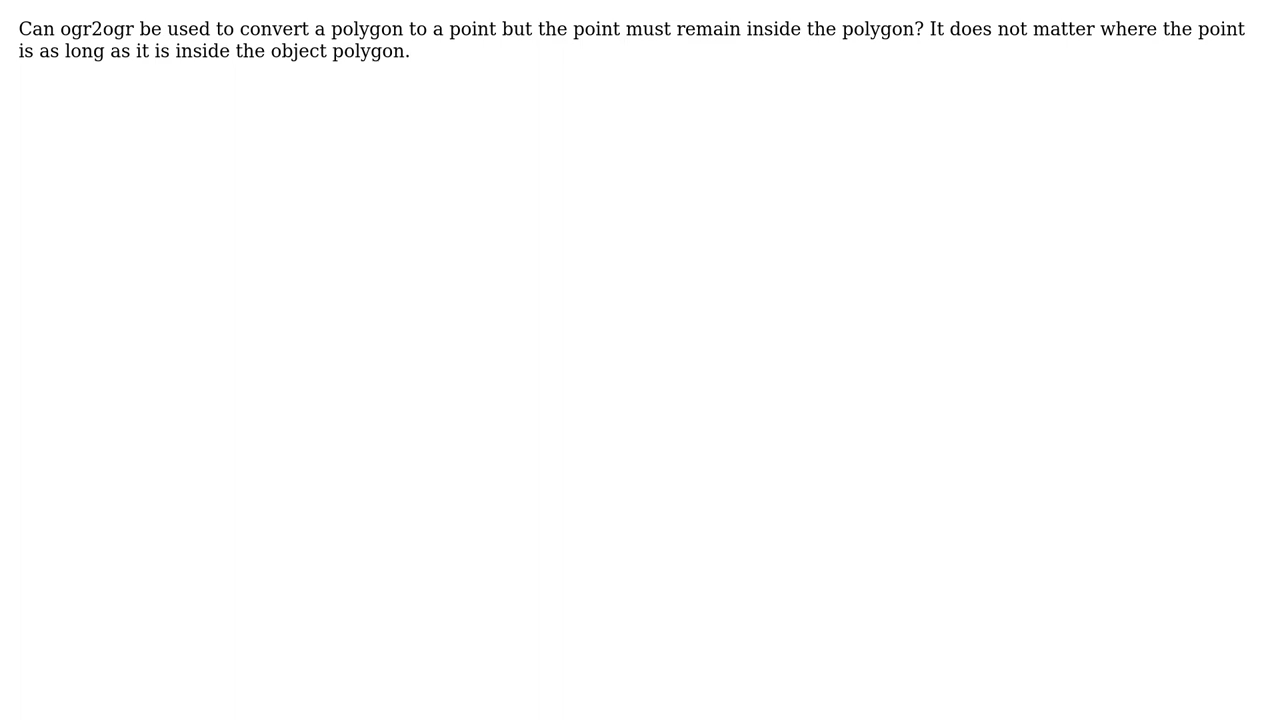 Can ogr2ogr be used to convert a polygon to a point but the point must remain inside the polygon? It does not matter where the point
is as long as it is inside the object polygon.